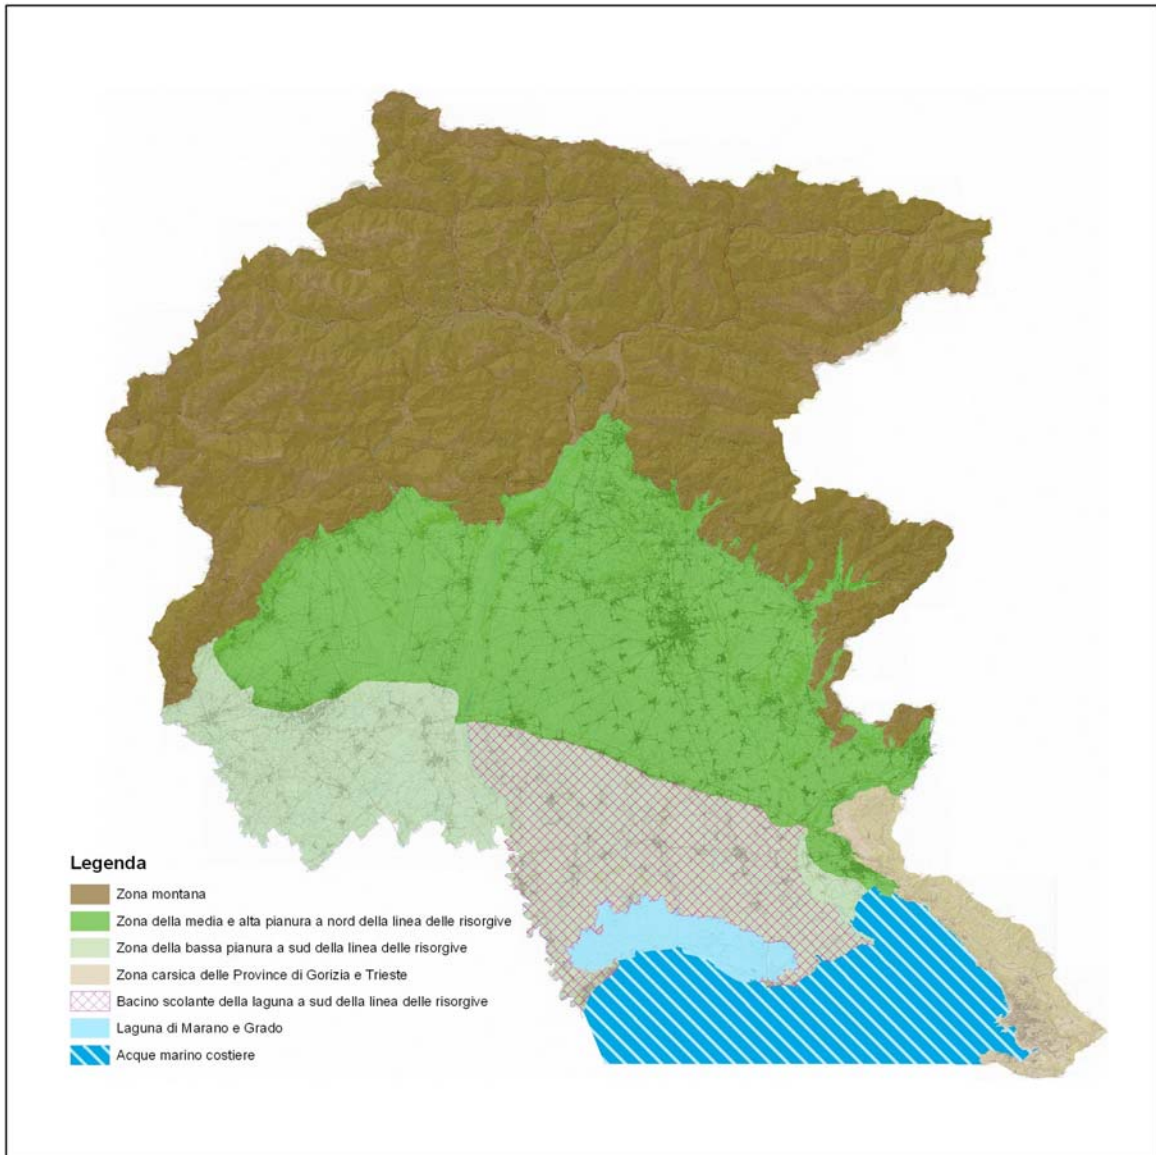 Legenda
Zona montana
Zona della media e alta pianura a nord della linea delle risorgive
Zona della bassa pianura a sud della linea delle risorgive
Zona carsica delle Province di Gorizia e Trieste
Bacino scolante della laguna a sud della linea delle risorgive
Laguna di Marano e Grado
Acque marino costiere